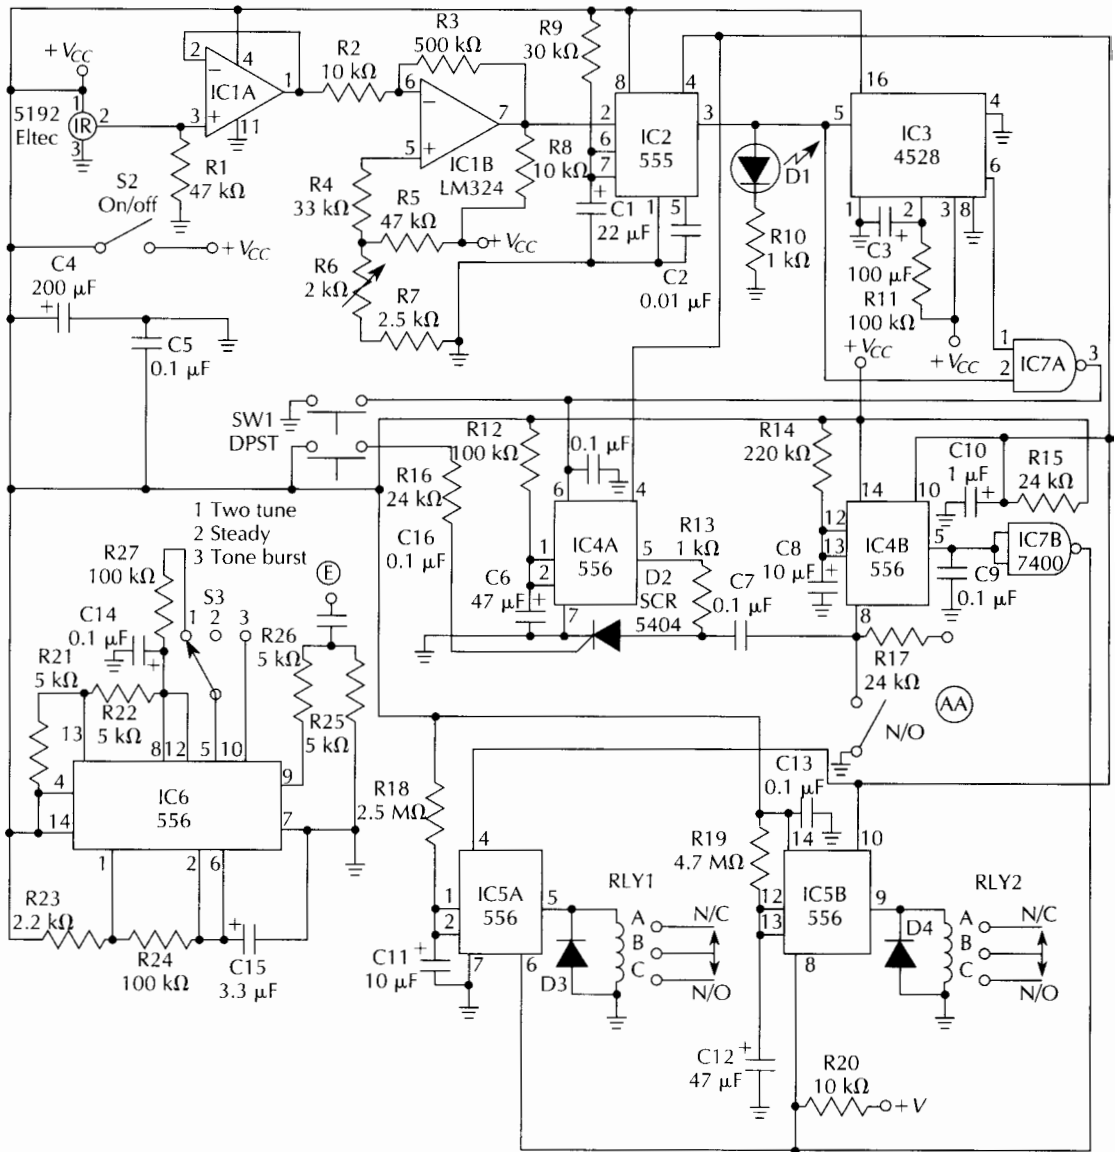 + VCC
5192
Eltec
1
2
3
IR
2
−
4
IC1A
1
3
+
11
R1
47 kΩ
R2
10 kΩ
R3
500 kΩ
6
−
7
5
+
IC1B
LM324
R4
33 kΩ
R5
47 kΩ
R8
10 kΩ
+ VCC
R6
2 kΩ
R7
2.5 kΩ
R9
30 kΩ
8
4
2
3
6
7
IC2
555
1
5
+
C1
22 µF
C2
0.01 µF
D1
R10
1 kΩ
16
5
4
6
IC3
4528
1
2
3
8
C3
+
100 µF
R11
100 kΩ
+ VCC
1
2
IC7A
3
S2
On/off
+ VCC
C4
200 µF
+
C5
0.1 µF
SW1
DPST
R12
100 kΩ
0.1 µF
R16
24 kΩ
C16
0.1 µF
6
4
1
2
IC4A
556
5
7
C6
47 µF
+
R13
1 kΩ
D2
SCR
5404
C7
0.1 µF
+ VCC
R14
220 kΩ
C10
1 µF
+
R15
24 kΩ
14
10
12
13
IC4B
556
5
8
C8
10 µF
+
C9
0.1 µF
IC7B
7400
R17
24 kΩ
AA
N/O
1 Two tune
2 Steady
3 Tone burst
R27
100 kΩ
S3
1
2
3
E
C14
0.1 µF
+
R26
5 kΩ
R25
5 kΩ
R21
5 kΩ
R22
5 kΩ
13
8
12
5
10
9
4
14
7
IC6
556
1
2
6
R23
2.2 kΩ
R24
100 kΩ
+
C15
3.3 µF
R18
2.5 MΩ
4
1
2
IC5A
556
5
7
6
C11
10 µF
+
D3
RLY1
A
B
C
N/C
N/O
C13
0.1 µF
R19
4.7 MΩ
14
10
12
13
IC5B
556
9
8
D4
RLY2
A
B
C
N/C
N/O
C12
47 µF
+
R20
10 kΩ
+ V